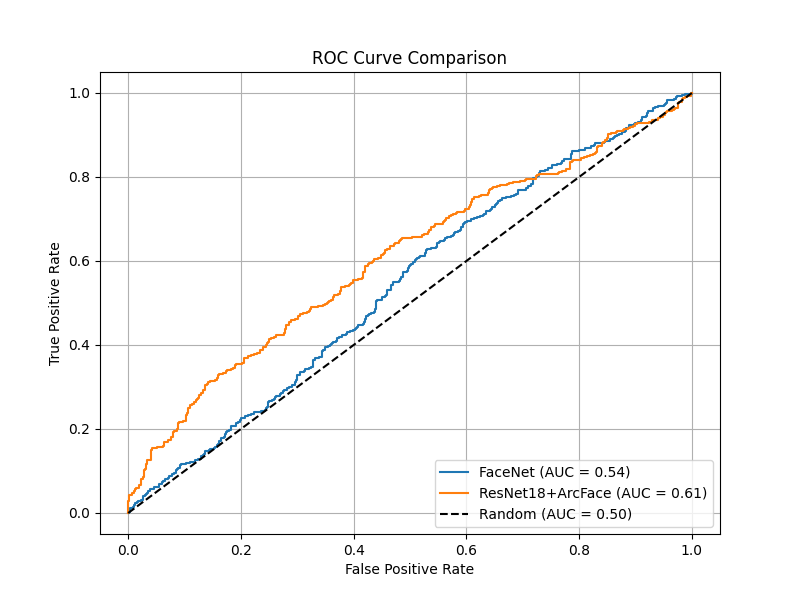 ROC Curve Comparison
True Positive Rate
1.0
0.8
0.6
0.4
0.2
0.0
FaceNet (AUC = 0.54)
ResNet18+ArcFace (AUC = 0.61)
Random (AUC = 0.50)
0.0 0.2 0.4 0.6 0.8 1.0
False Positive Rate